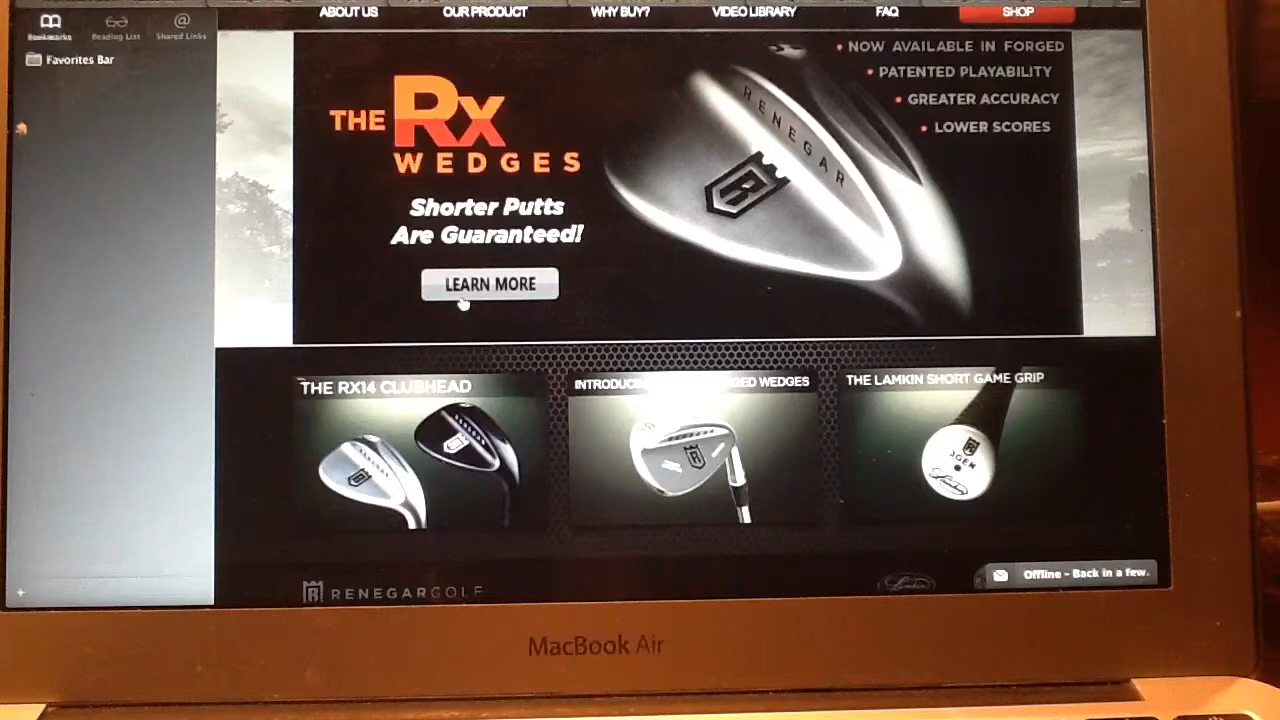 ABOUT US
OUR PRODUCT
WHY BUY?
VIDEO LIBRARY
FAQ
SHOP
Bookmarks
Reading List
Shared Links
Favorites Bar
THE Rx
WEDGES
Shorter Putts
Are Guaranteed!
LEARN MORE
RENEGAR
R
• NOW AVAILABLE IN FORGED
• PATENTED PLAYABILITY
• GREATER ACCURACY
• LOWER SCORES
THE RX14 CLUBHEAD
WEDGES
THE LAMKIN SHORT GAME GRIP
RENEGAR GOLF
Offline - Back in a few.
MacBook Air